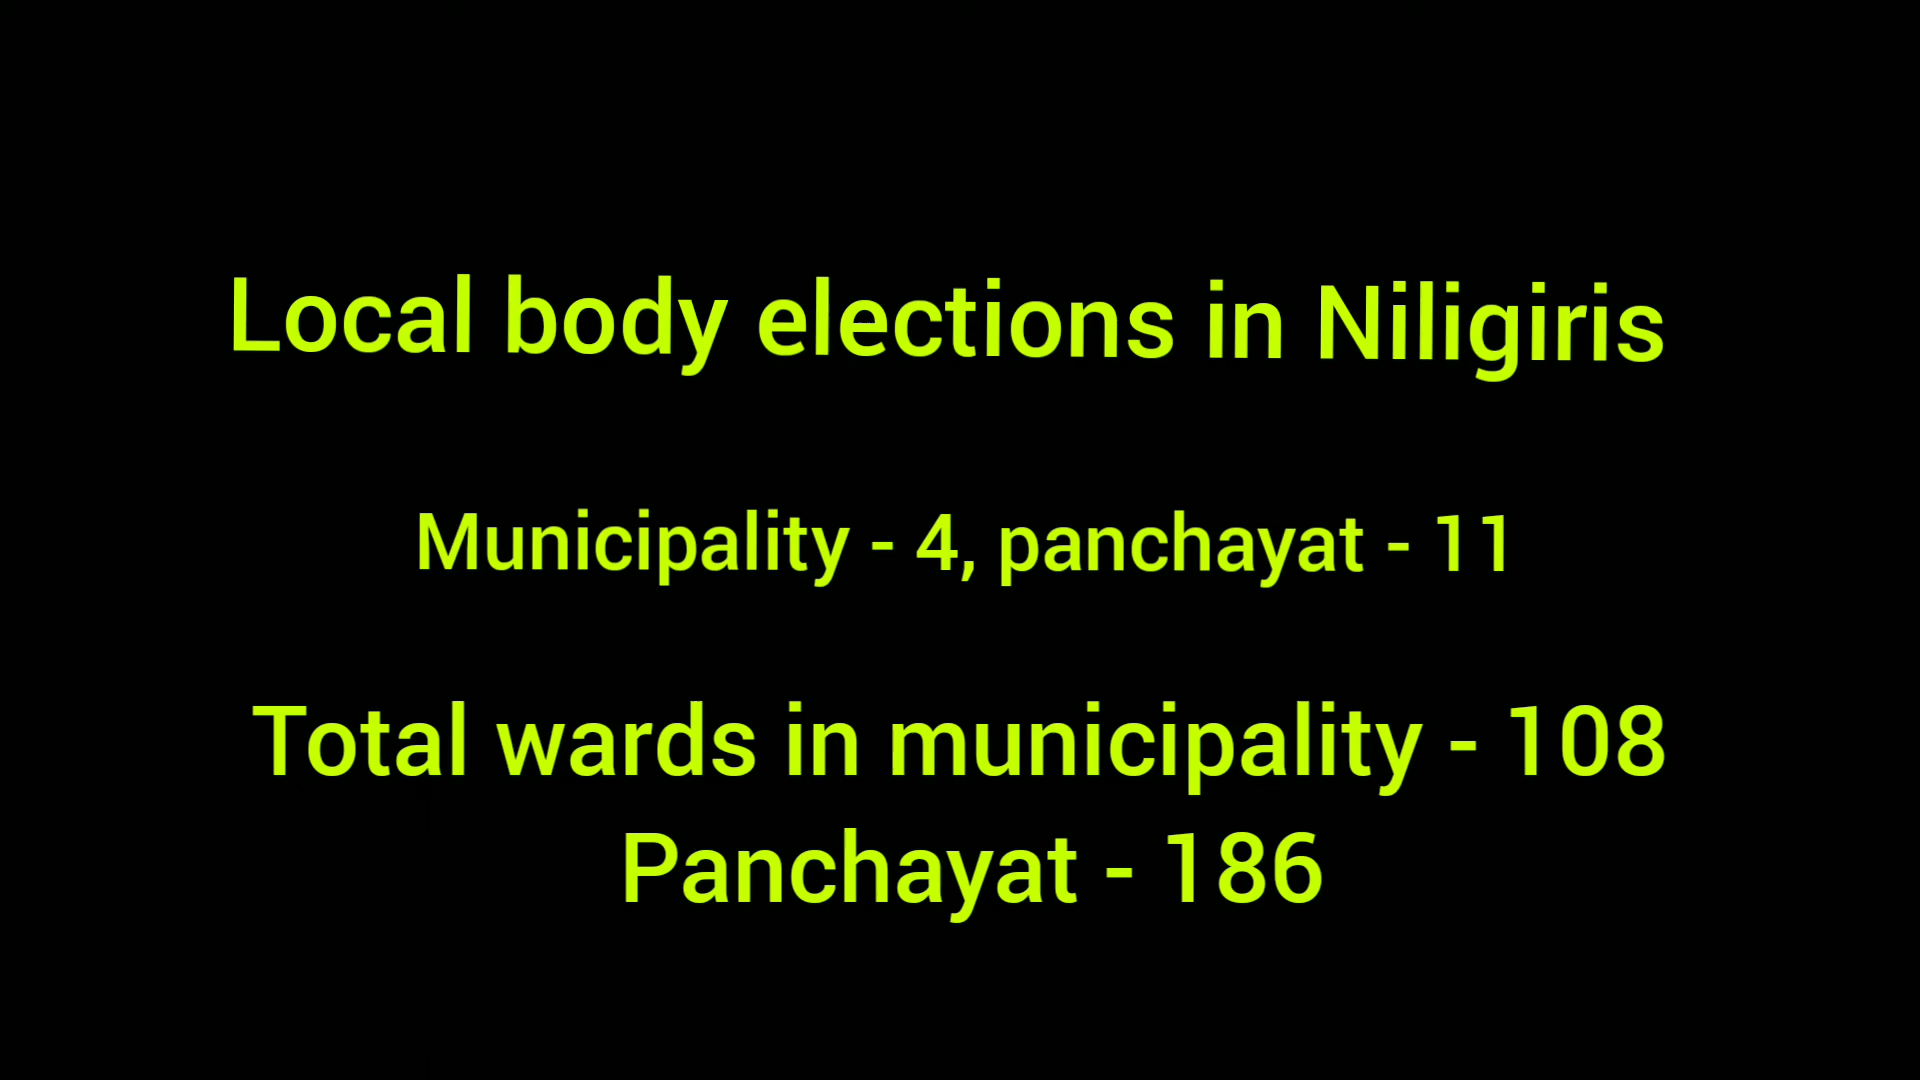 Local body elections in Niligiris
Municipality - 4, panchayat - 11
Total wards in municipality - 108
Panchayat - 186